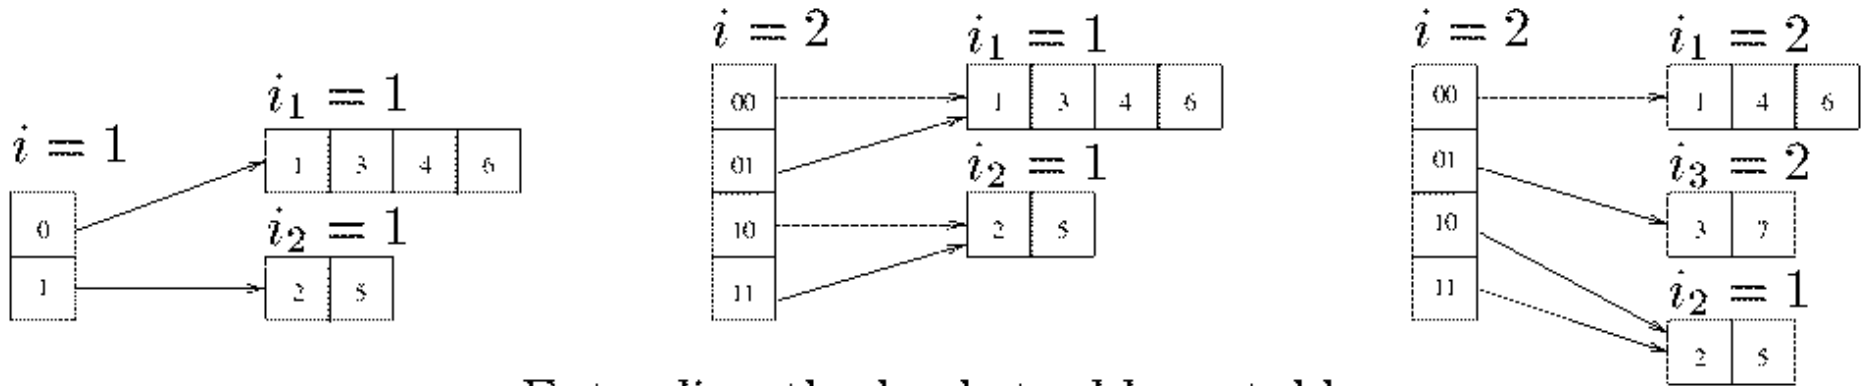 i = 1
0
1
i₁ = 1
1 3 4 6
i₂ = 1
2 5
i = 2
00
01
10
11
i₁ = 1
1 3 4 6
i₂ = 1
2 5
i = 2
00
01
10
11
i₁ = 2
1 4 6
i₃ = 2
3 7
i₂ = 1
2 5